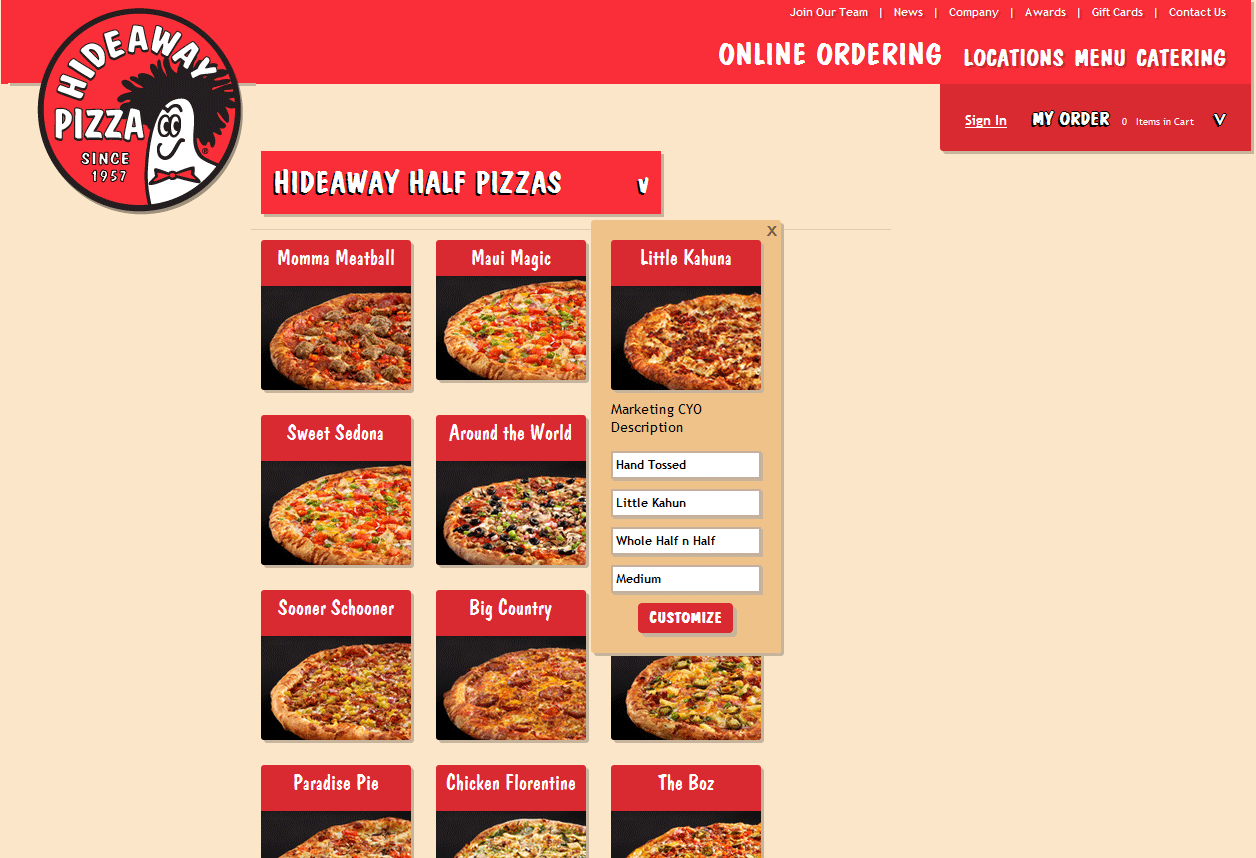 Join Our Team | News | Company | Awards | Gift Cards | Contact Us
HIDEAWAY
PIZZA
SINCE
1957
®
ONLINE ORDERING LOCATIONS MENU CATERING
Sign In MY ORDER 0 Items in Cart V
HIDEAWAY HALF PIZZAS V
X
Momma Meatball
Maui Magic
Little Kahuna
Marketing CYO
Description
Hand Tossed
Little Kahun
Whole Half n Half
Medium
CUSTOMIZE
Sweet Sedona
Around the World
Sooner Schooner
Big Country
Paradise Pie
Chicken Florentine
The Boz